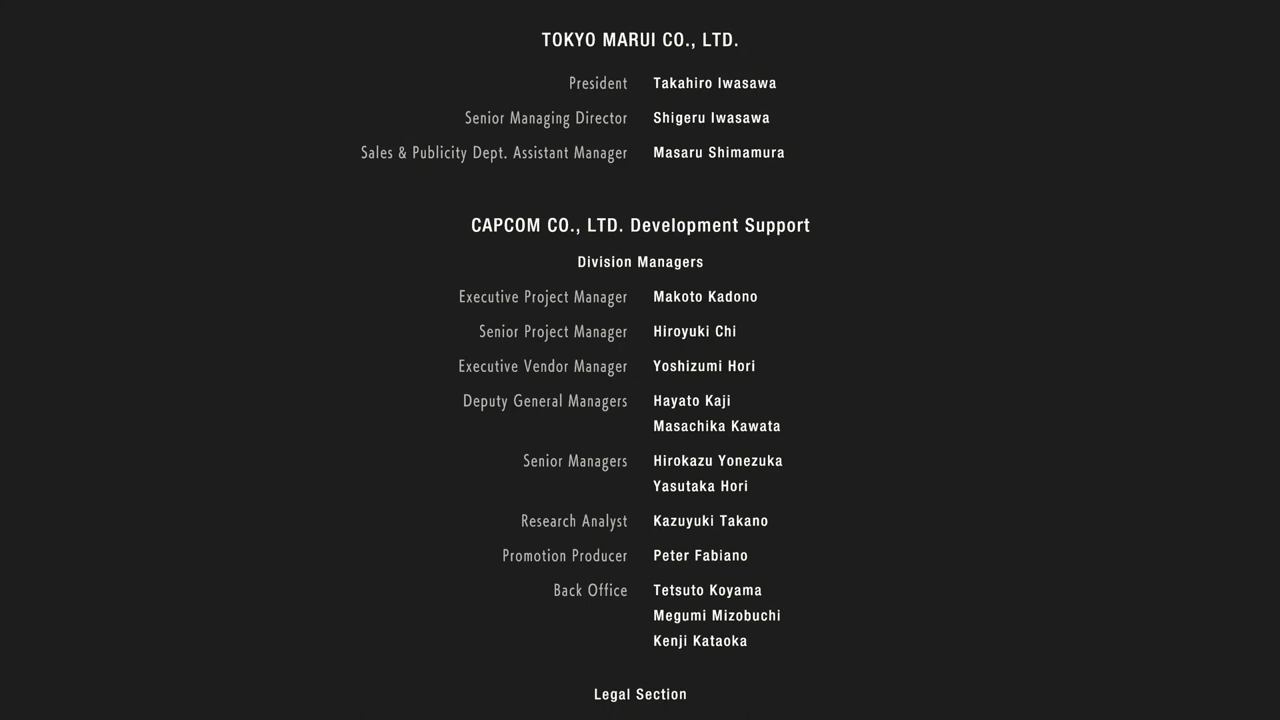 TOKYO MARUI CO., LTD.
President Takahiro Iwasawa
Senior Managing Director Shigeru Iwasawa
Sales & Publicity Dept. Assistant Manager Masaru Shimamura
CAPCOM CO., LTD. Development Support
Division Managers
Executive Project Manager Makoto Kadono
Senior Project Manager Hiroyuki Chi
Executive Vendor Manager Yoshizumi Hori
Deputy General Managers Hayato Kaji
Masachika Kawata
Senior Managers Hirokazu Yonezuka
Yasutaka Hori
Research Analyst Kazuyuki Takano
Promotion Producer Peter Fabiano
Back Office Tetsuto Koyama
Megumi Mizobuchi
Kenji Kataoka
Legal Section